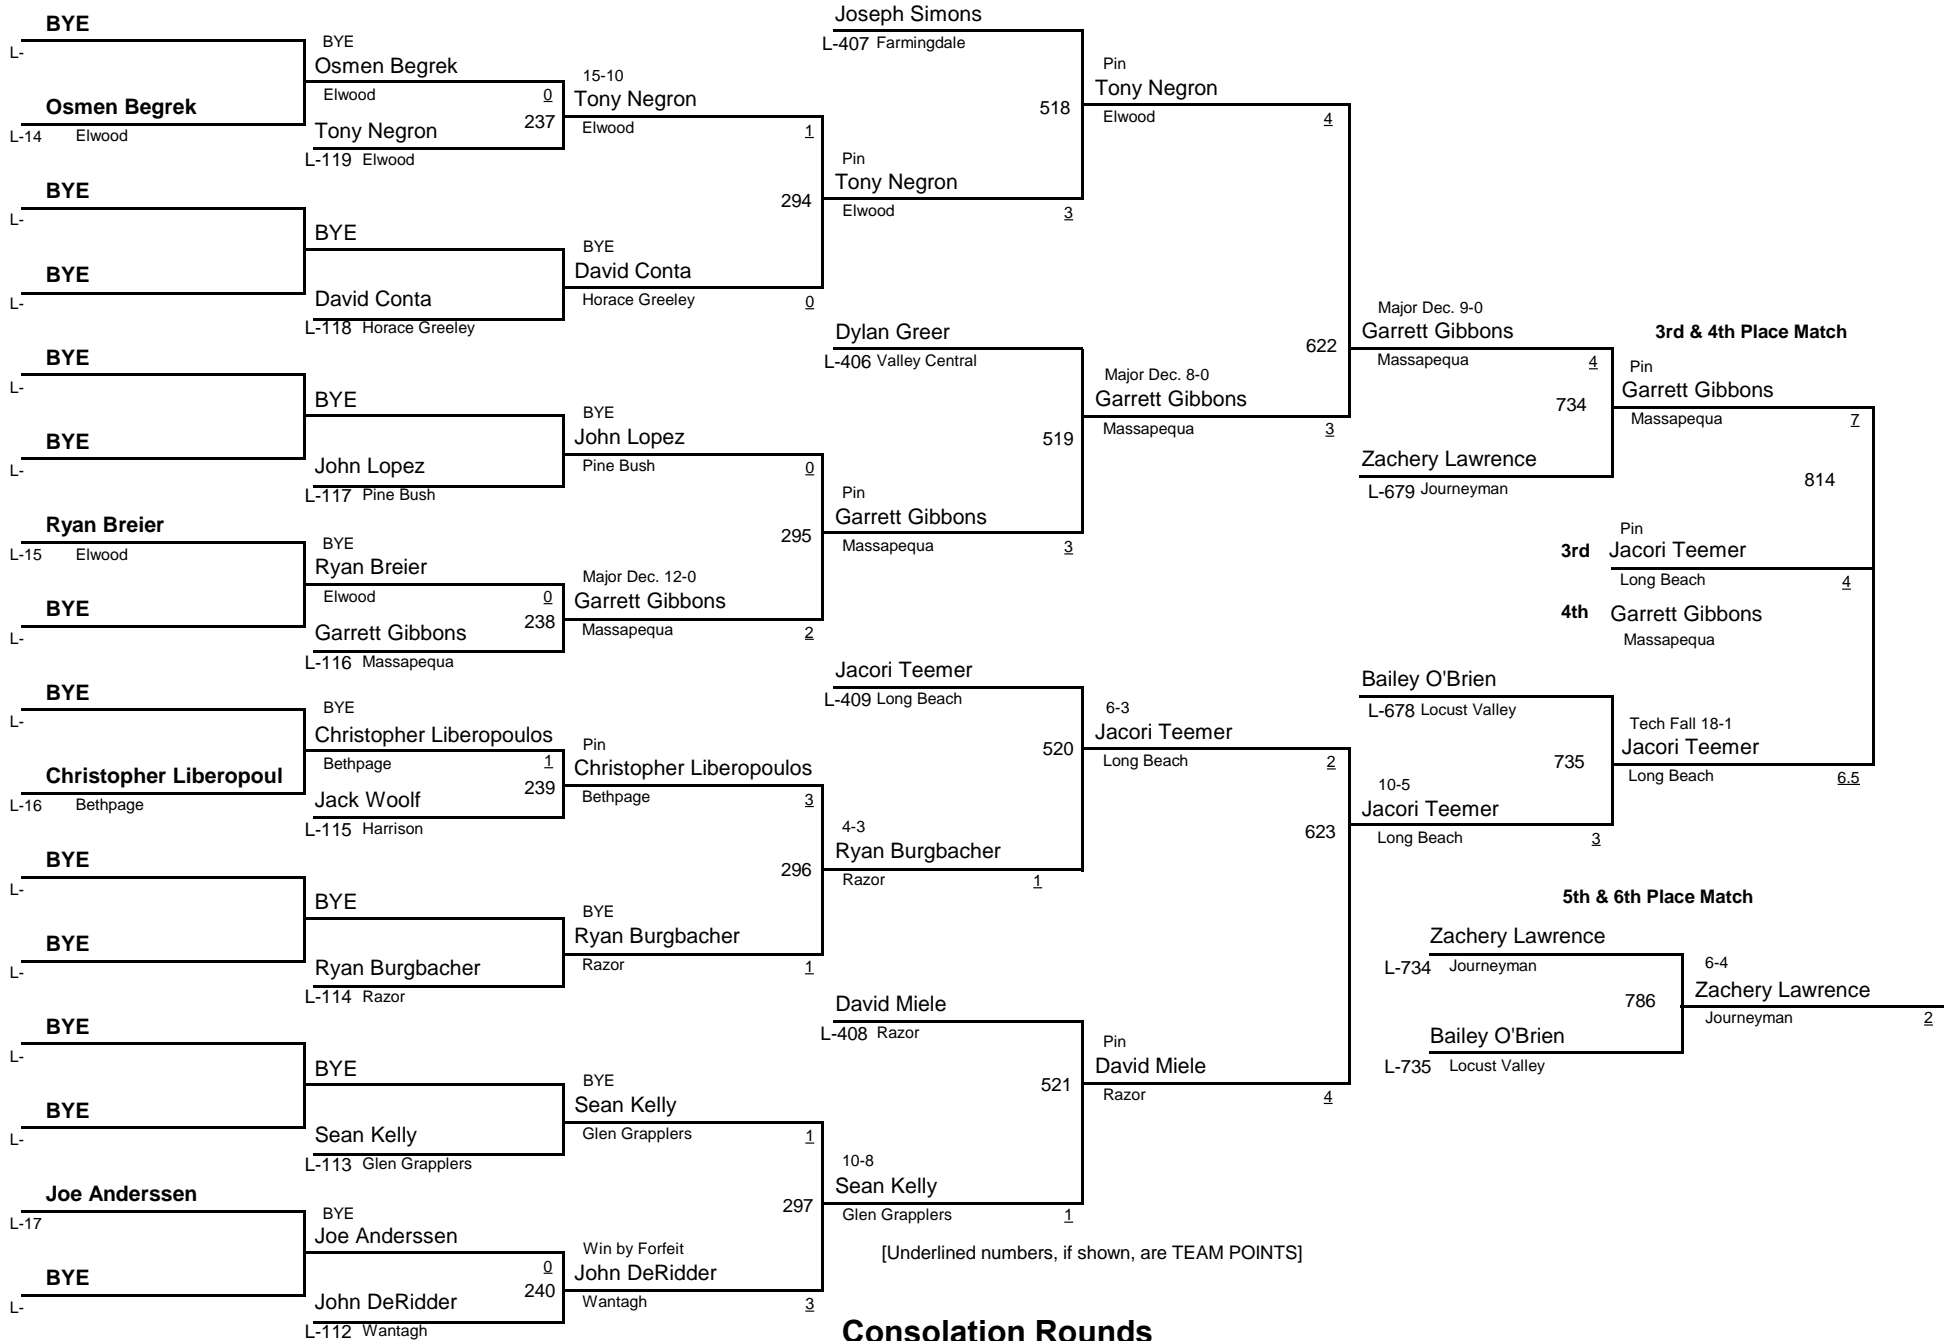 BYE
L-
Osmen Begrek
L-14 Elwood
BYE
L-
BYE
L-
BYE
L-
BYE
L-
Ryan Breier
L-15 Elwood
BYE
L-
BYE
L-
Christopher Liberopoul
L-16 Bethpage
BYE
L-
BYE
L-
BYE
L-
BYE
L-
Joe Anderssen
L-17
BYE
L-
BYE
Osmen Begrek
Elwood 0
237
Tony Negron
L-119 Elwood
BYE
David Conta
L-118 Horace Greeley
BYE
John Lopez
L-117 Pine Bush
BYE
Ryan Breier
Elwood 0
238
Garrett Gibbons
L-116 Massapequa
BYE
Christopher Liberopoulos
Bethpage 1
239
Jack Woolf
L-115 Harrison
BYE
Ryan Burgbacher
L-114 Razor
BYE
Sean Kelly
L-113 Glen Grapplers
BYE
Joe Anderssen
0
240
John DeRidder
L-112 Wantagh
15-10
Tony Negron
Elwood 1
294
BYE
David Conta
Horace Greeley 0
BYE
John Lopez
Pine Bush 0
295
Major Dec. 12-0
Garrett Gibbons
Massapequa 2
Pin
Christopher Liberopoulos
Bethpage 3
296
BYE
Ryan Burgbacher
Razor 1
BYE
Sean Kelly
Glen Grapplers 1
297
Win by Forfeit
John DeRidder
Wantagh 3
Joseph Simons
L-407 Farmingdale
518
Pin
Tony Negron
Elwood 3
Dylan Greer
L-406 Valley Central
519
Pin
Garrett Gibbons
Massapequa 3
Jacori Teemer
L-409 Long Beach
520
4-3
Ryan Burgbacher
Razor 1
David Miele
L-408 Razor
521
10-8
Sean Kelly
Glen Grapplers 1
Pin
Tony Negron
Elwood 4
622
Major Dec. 8-0
Garrett Gibbons
Massapequa 3
6-3
Jacori Teemer
Long Beach 2
623
Pin
David Miele
Razor 4
Major Dec. 9-0
Garrett Gibbons
Massapequa 4
734
Zachery Lawrence
L-679 Journeyman
Bailey O'Brien
L-678 Locust Valley
735
10-5
Jacori Teemer
Long Beach 3
3rd & 4th Place Match
Pin
Garrett Gibbons
Massapequa 7
814
Pin
3rd Jacori Teemer
Long Beach 4
4th Garrett Gibbons
Massapequa
Tech Fall 18-1
Jacori Teemer
Long Beach 6.5
5th & 6th Place Match
Zachery Lawrence
L-734 Journeyman
786
Bailey O'Brien
L-735 Locust Valley
6-4
Zachery Lawrence
Journeyman 2
[Underlined numbers, if shown, are TEAM POINTS]
Consolation Rounds